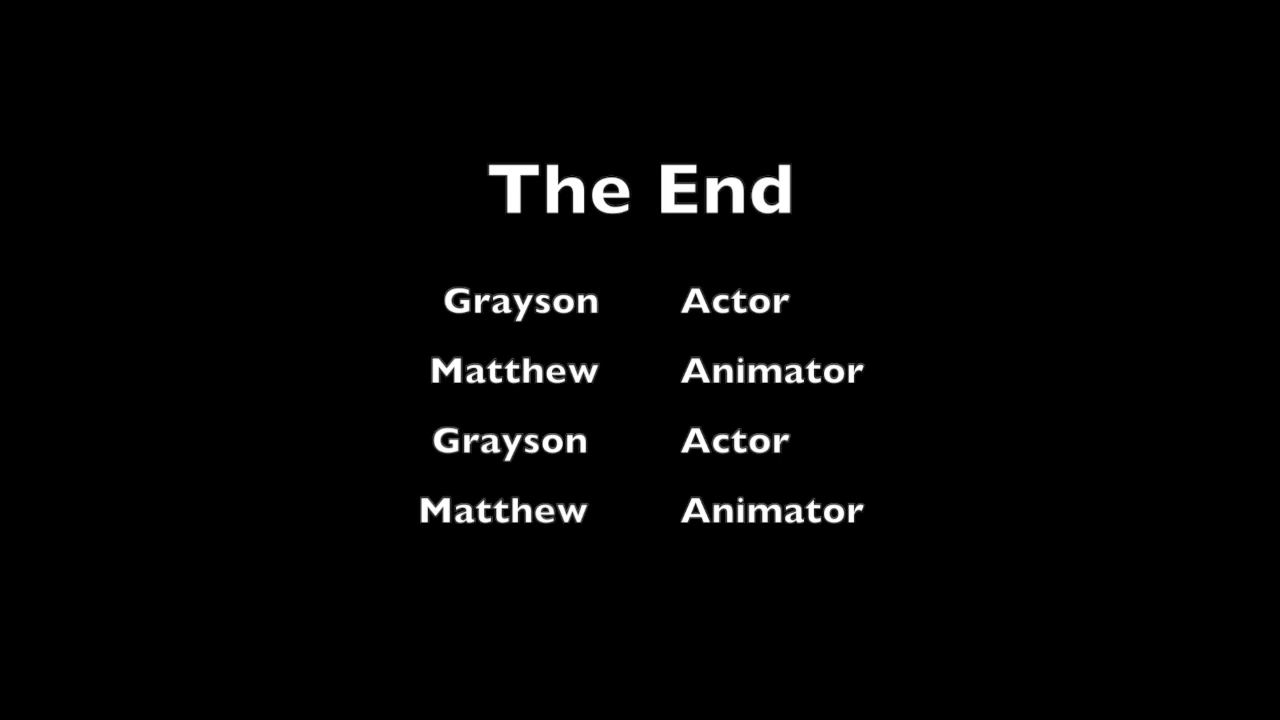 The End
Grayson Actor
Matthew Animator
Grayson Actor
Matthew Animator